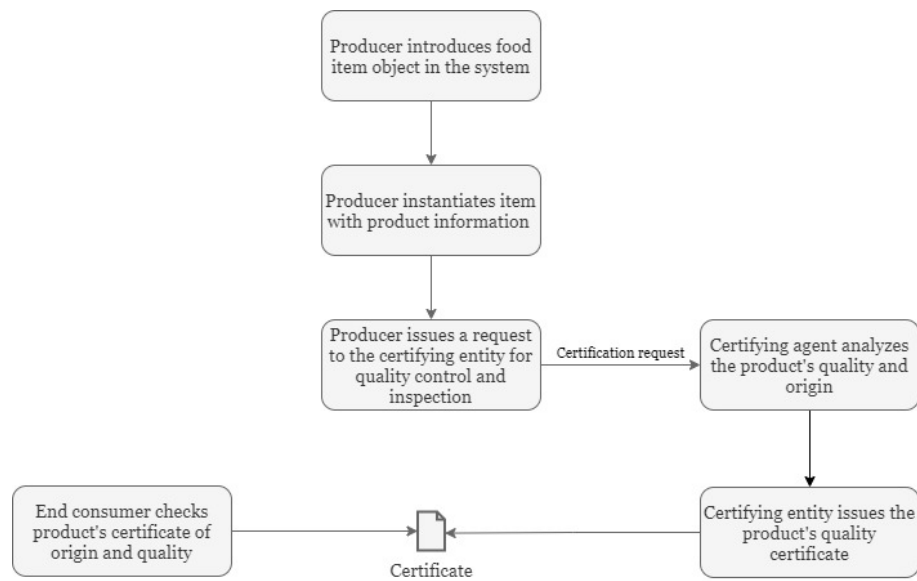 Producer introduces food
item object in the system
Producer instantiates item
with product information
Producer issues a request
to the certifying entity for
quality control and
inspection
Certification request
Certifying agent analyzes
the product's quality and
origin
End consumer checks
product's certificate of
origin and quality
Certificate
Certifying entity issues the
product's quality
certificate